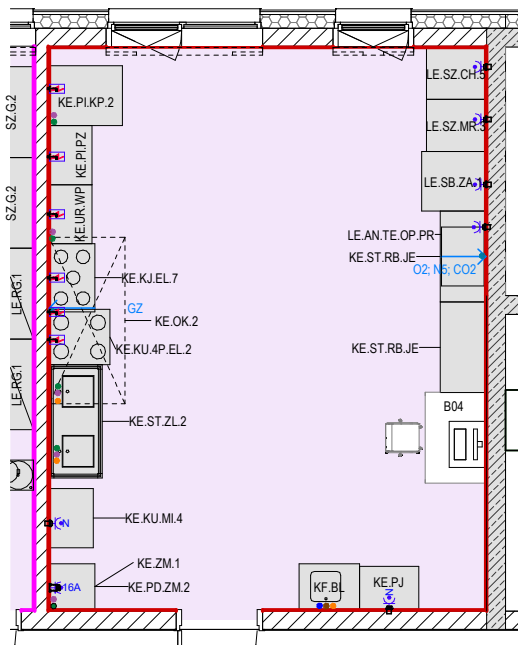 SZ.G.2
SZ.G.2
LE.RG.1
LE.RG.1
KE.PI.KP.2
KE.PI.PZ
KE.UR.WP
KE.KJ.EL.7
GZ
KE.OK.2
KE.KU.4P.EL.2
KE.ST.ZL.2
N
KE.KU.MI.4
KE.ZM.1
16A
KE.PD.ZM.2
LE.SZ.CH.5
LE.SZ.MR.3
LE.SB.ZA.1
LE.AN.TE.OP.PR
KE.ST.RB.JE
O2; N5; CO2
KE.ST.RB.JE
B04
KF.BL
KE.PJ
N